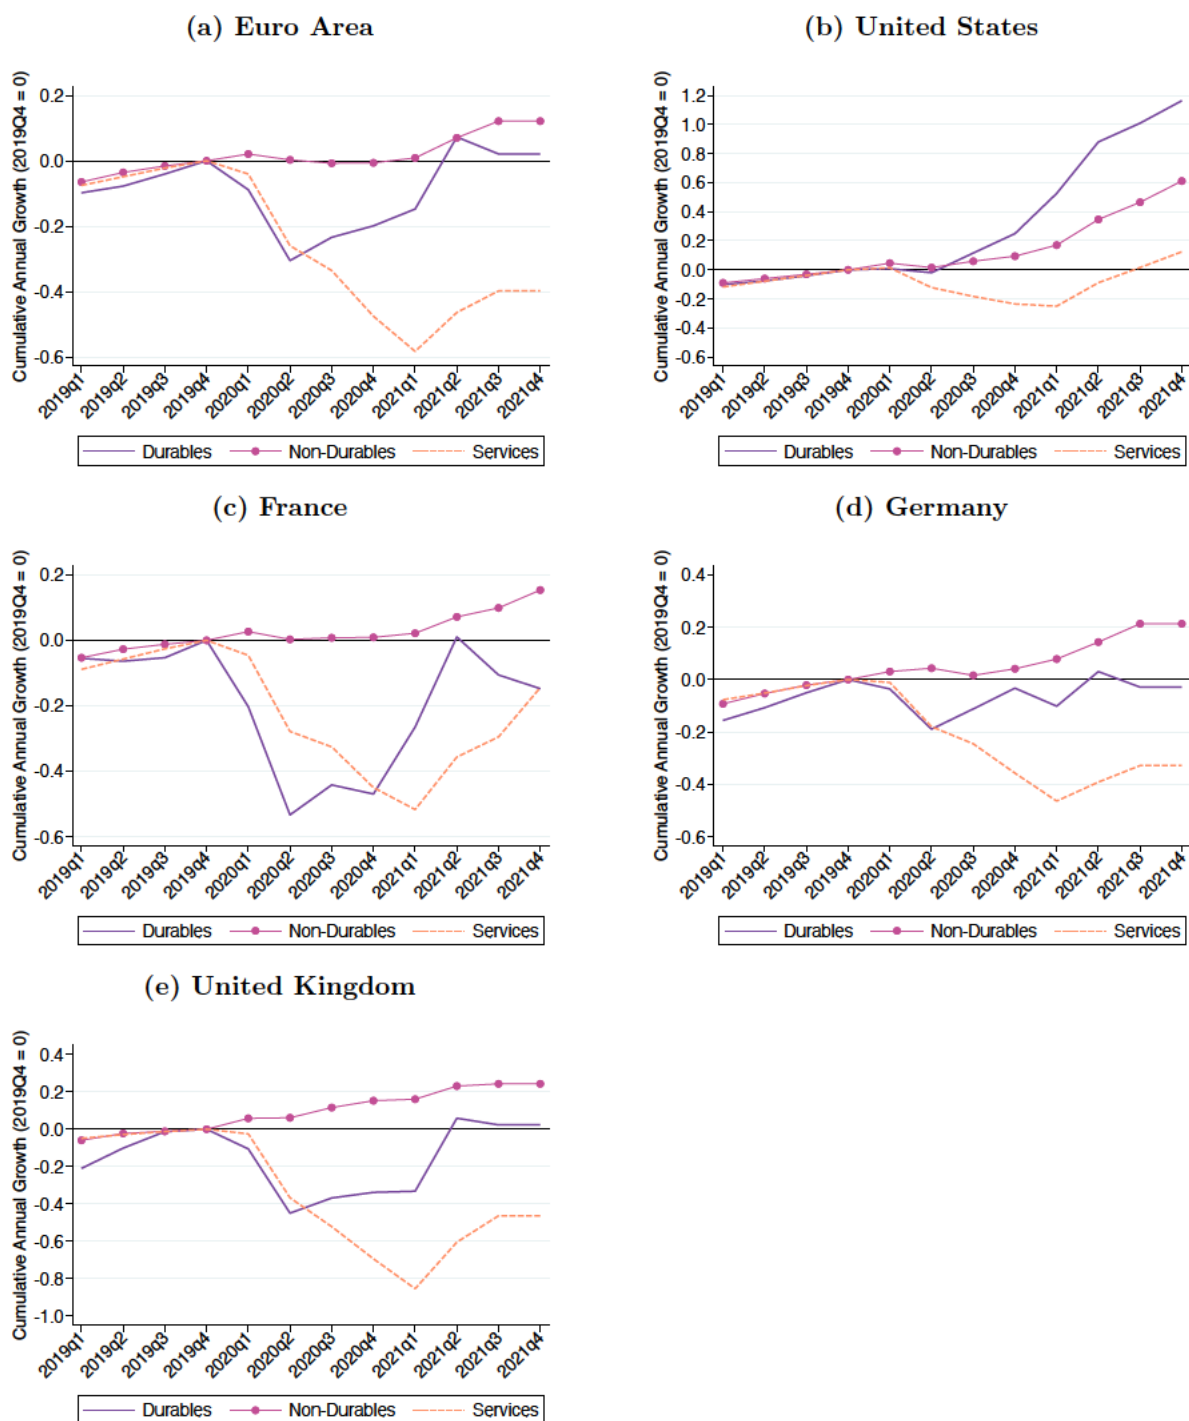 (a) Euro Area
Cumulative Annual Growth (2019Q4 = 0)
0.2
0.0
-0.2
-0.4
-0.6
2019q1 2019q2 2019q3 2019q4 2020q1 2020q2 2020q3 2020q4 2021q1 2021q2 2021q3 2021q4
Durables Non-Durables Services
(b) United States
Cumulative Annual Growth (2019Q4 = 0)
1.2
1.0
0.8
0.6
0.4
0.2
0.0
-0.2
-0.4
-0.6
2019q1 2019q2 2019q3 2019q4 2020q1 2020q2 2020q3 2020q4 2021q1 2021q2 2021q3 2021q4
Durables Non-Durables Services
(c) France
Cumulative Annual Growth (2019Q4 = 0)
0.2
0.0
-0.2
-0.4
-0.6
2019q1 2019q2 2019q3 2019q4 2020q1 2020q2 2020q3 2020q4 2021q1 2021q2 2021q3 2021q4
Durables Non-Durables Services
(d) Germany
Cumulative Annual Growth (2019Q4 = 0)
0.4
0.2
0.0
-0.2
-0.4
-0.6
2019q1 2019q2 2019q3 2019q4 2020q1 2020q2 2020q3 2020q4 2021q1 2021q2 2021q3 2021q4
Durables Non-Durables Services
(e) United Kingdom
Cumulative Annual Growth (2019Q4 = 0)
0.4
0.2
0.0
-0.2
-0.4
-0.6
-0.8
-1.0
2019q1 2019q2 2019q3 2019q4 2020q1 2020q2 2020q3 2020q4 2021q1 2021q2 2021q3 2021q4
Durables Non-Durables Services